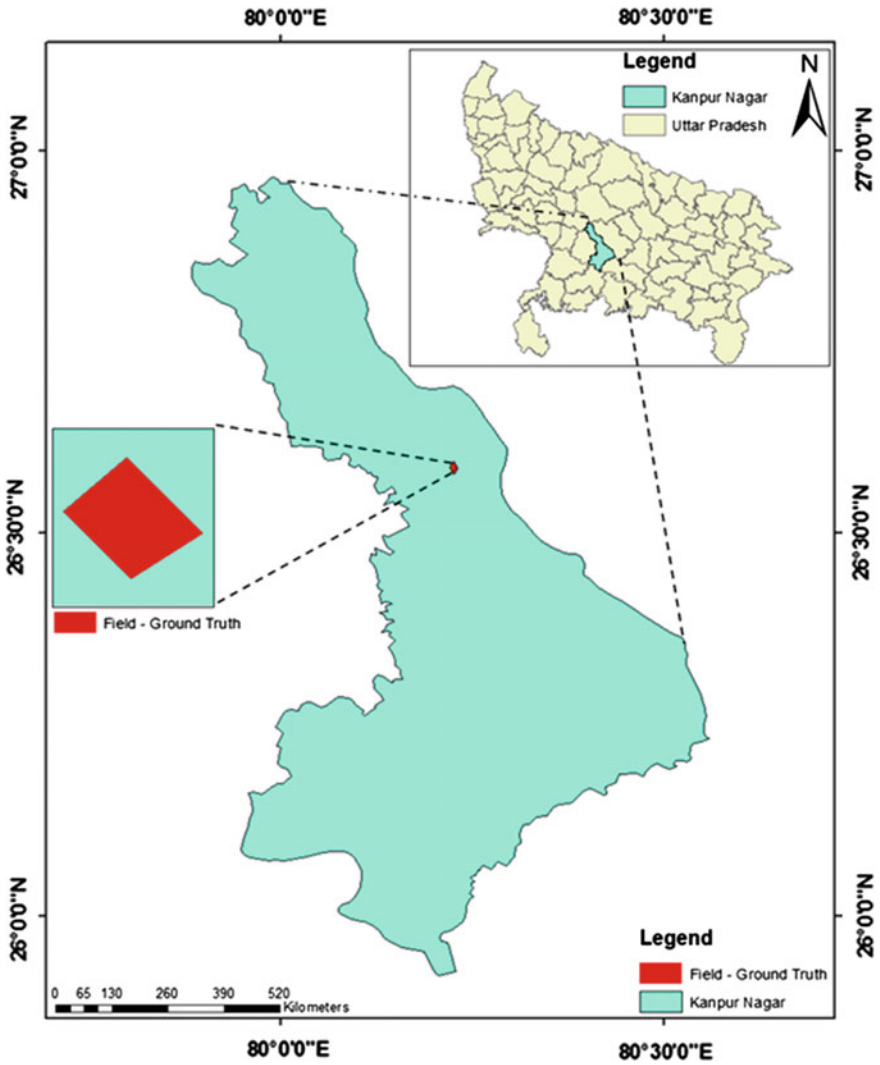 80°0'0"E
80°30'0"E
Legend
N
Kanpur Nagar
Uttar Pradesh
27°0'0"N
27°0'0"N
26°30'0"N
26°30'0"N
Field - Ground Truth
26°0'0"N
26°0'0"N
Legend
Field - Ground Truth
Kanpur Nagar
0 65 130 260 390 520
Kilometers
80°0'0"E
80°30'0"E